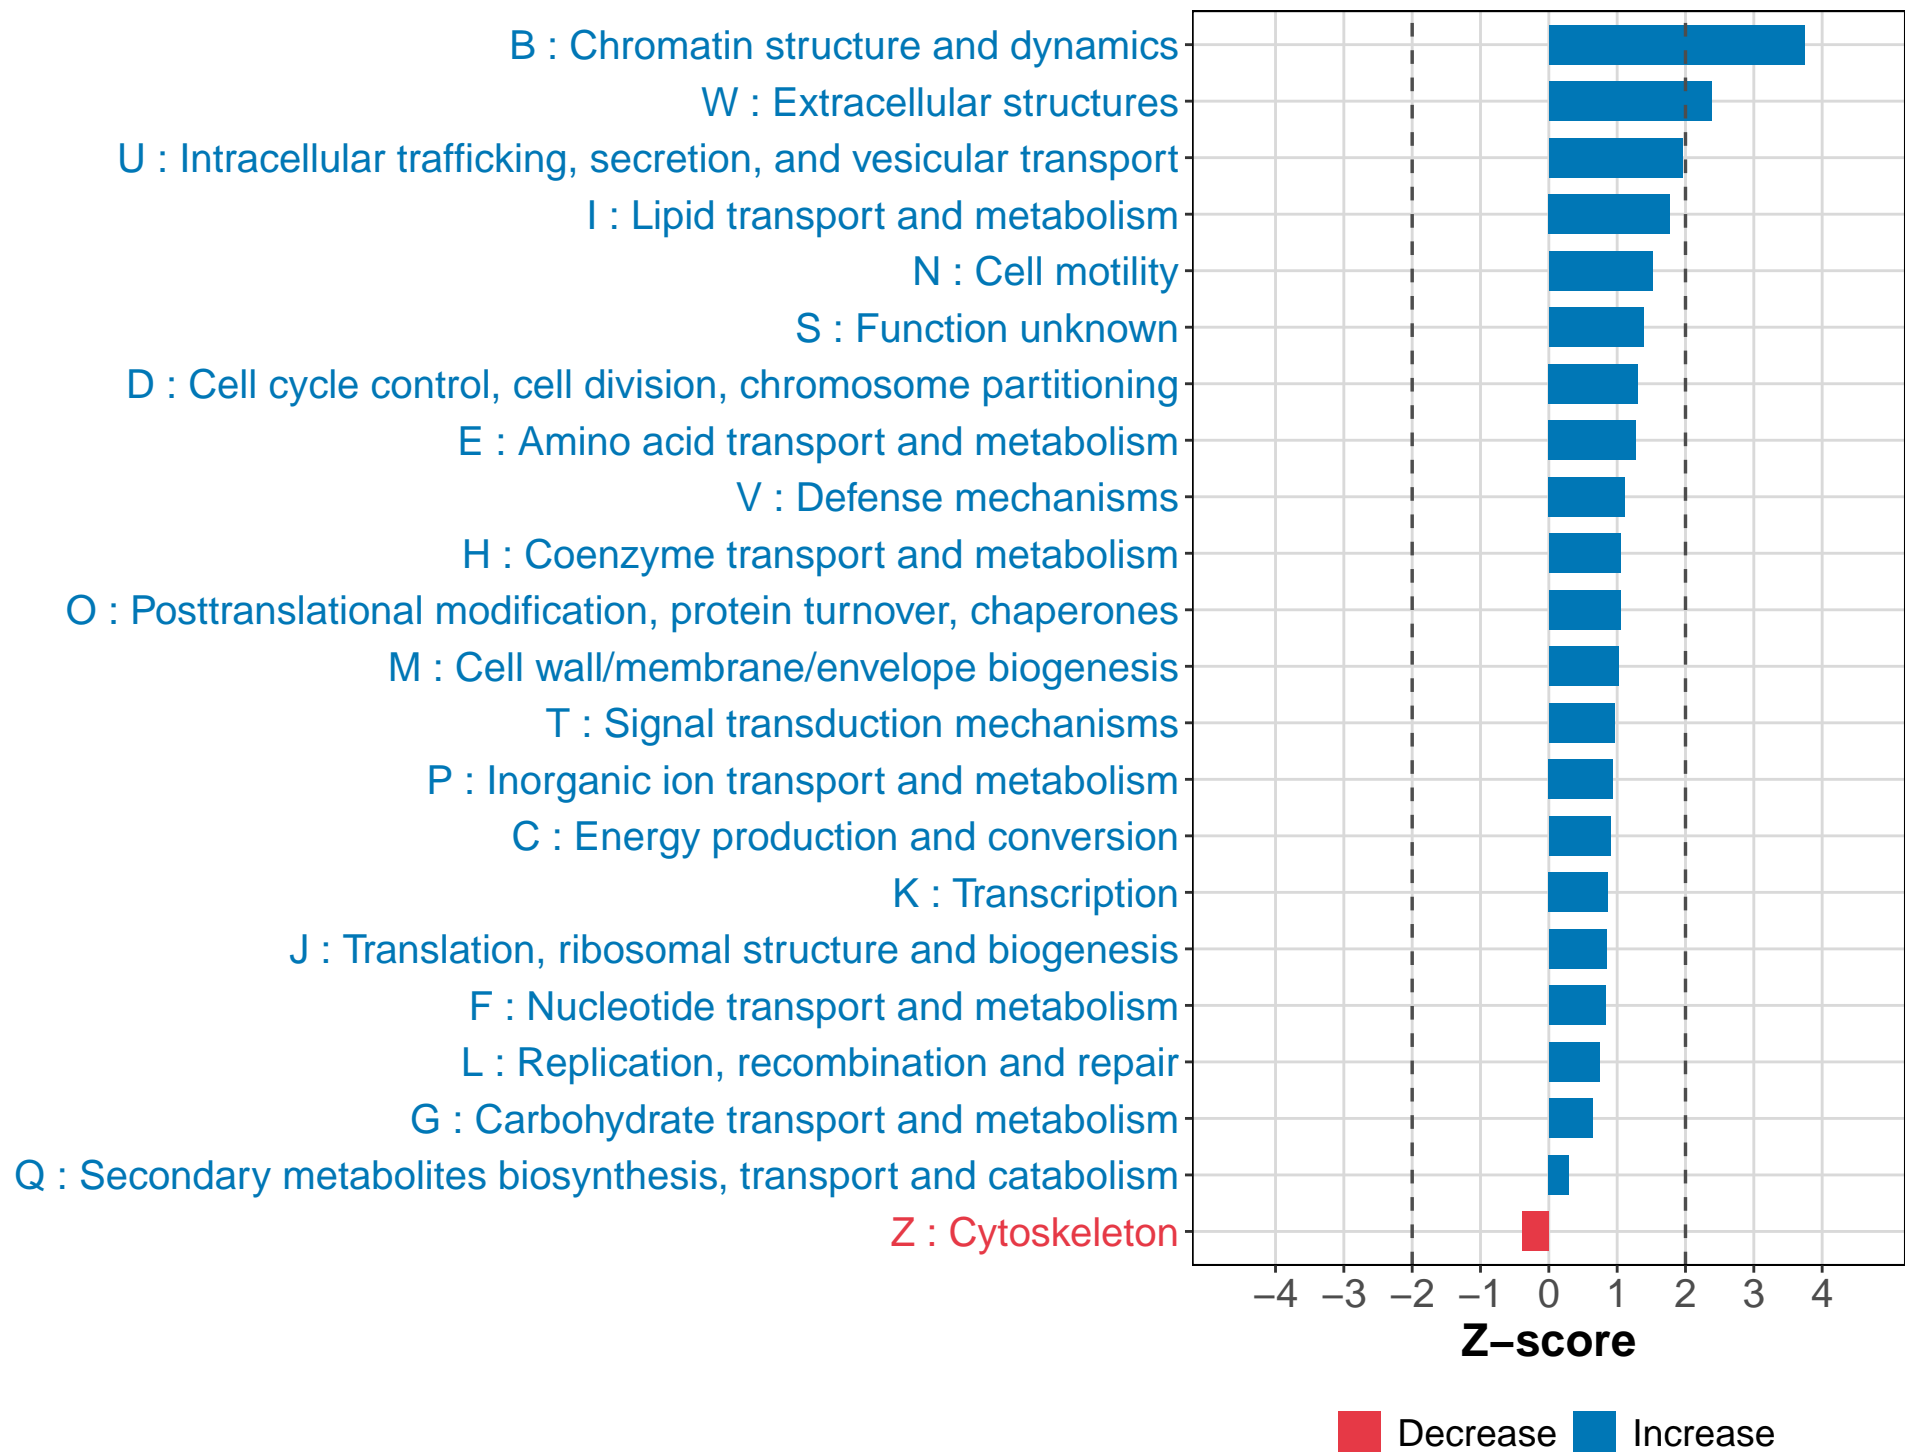 B : Chromatin structure and dynamics
W : Extracellular structures
U : Intracellular trafficking, secretion, and vesicular transport
I : Lipid transport and metabolism
N : Cell motility
S : Function unknown
D : Cell cycle control, cell division, chromosome partitioning
E : Amino acid transport and metabolism
V : Defense mechanisms
H : Coenzyme transport and metabolism
O : Posttranslational modification, protein turnover, chaperones
M : Cell wall/membrane/envelope biogenesis
T : Signal transduction mechanisms
P : Inorganic ion transport and metabolism
C : Energy production and conversion
K : Transcription
J : Translation, ribosomal structure and biogenesis
F : Nucleotide transport and metabolism
L : Replication, recombination and repair
G : Carbohydrate transport and metabolism
Q : Secondary metabolites biosynthesis, transport and catabolism
Z : Cytoskeleton
−4 −3 −2 −1 0 1 2 3 4
Z−score
Decrease Increase